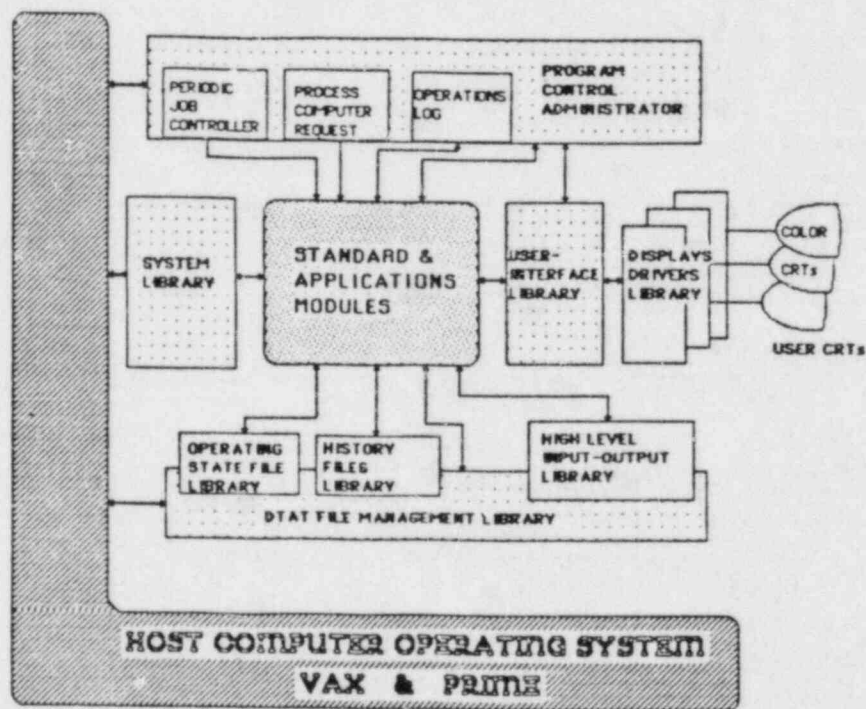 PERIODIC
JOB
CONTROLLER
PROCESS
COMPUTER
REQUEST
OPERATIONS
LOG
PROGRAM
CONTROL
ADMINISTRATOR
SYSTEM
LIBRARY
STANDARD &
APPLICATIONS
MODULES
USER-
INTERFACE
LIBRARY
DISPLAYS
DRIVERS
LIBRARY
COLOR
CRTs
USER CRTs
OPERATING
STATE FILE
LIBRARY
HISTORY
FILES
LIBRARY
HIGH LEVEL
INPUT-OUTPUT
LIBRARY
DTAT FILE MANAGEMENT LIBRARY
HOST COMPUTER OPERATING SYSTEM
VAX & PRIME